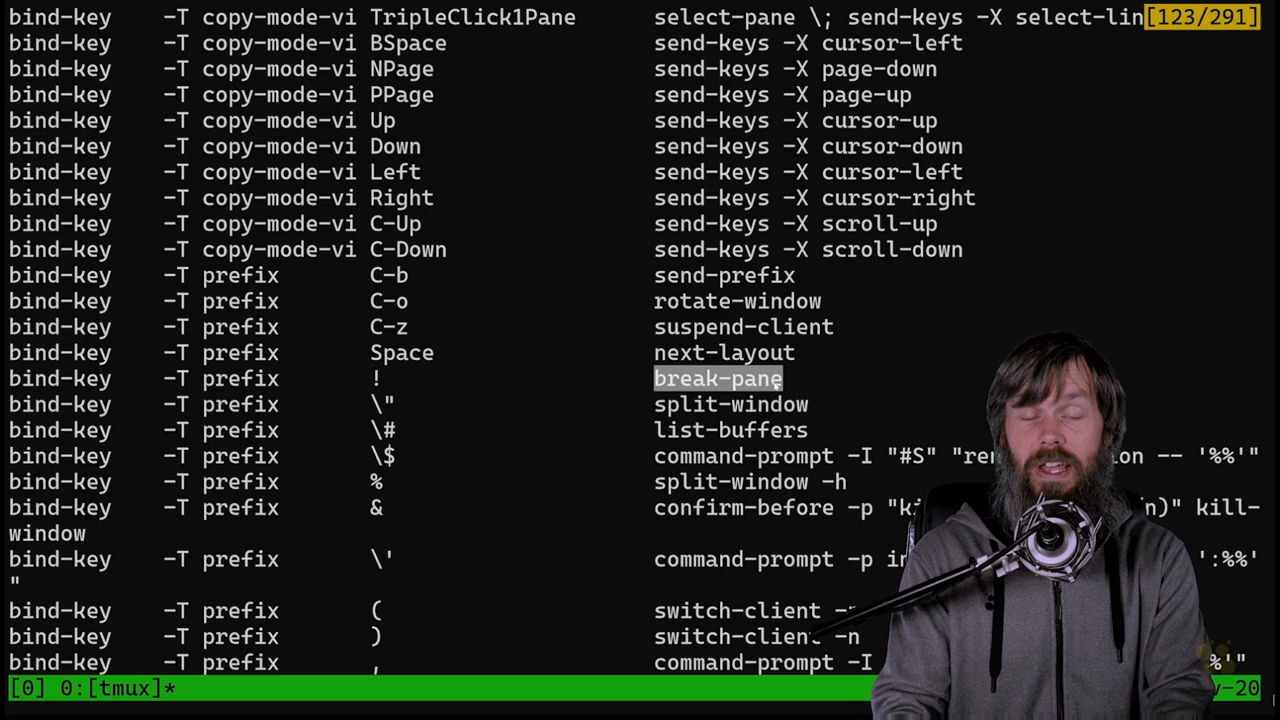 bind-key    -T copy-mode-vi TripleClick1Pane      select-pane \; send-keys -X select-lin[123/291]
bind-key    -T copy-mode-vi BSpace                send-keys -X cursor-left
bind-key    -T copy-mode-vi NPage                 send-keys -X page-down
bind-key    -T copy-mode-vi PPage                 send-keys -X page-up
bind-key    -T copy-mode-vi Up                    send-keys -X cursor-up
bind-key    -T copy-mode-vi Down                  send-keys -X cursor-down
bind-key    -T copy-mode-vi Left                  send-keys -X cursor-left
bind-key    -T copy-mode-vi Right                 send-keys -X cursor-right
bind-key    -T copy-mode-vi C-Up                  send-keys -X scroll-up
bind-key    -T copy-mode-vi C-Down                send-keys -X scroll-down
bind-key    -T prefix       C-b                   send-prefix
bind-key    -T prefix       C-o                   rotate-window
bind-key    -T prefix       C-z                   suspend-client
bind-key    -T prefix       Space                 next-layout
bind-key    -T prefix       !                     break-pane
bind-key    -T prefix       \"                    split-window
bind-key    -T prefix       \#                    list-buffers
bind-key    -T prefix       \$                    command-prompt -I "#S" "ren ion -- '%%'"
bind-key    -T prefix       %                     split-window -h
bind-key    -T prefix       &                     confirm-before -p "ki n)" kill-
window
bind-key    -T prefix       \'                    command-prompt -p in ':%%'
"
bind-key    -T prefix       (                     switch-client -
bind-key    -T prefix       )                     switch-client -n
bind-key    -T prefix       ,                     command-prompt -I %'"
[0] 0:[tmux]* y-20